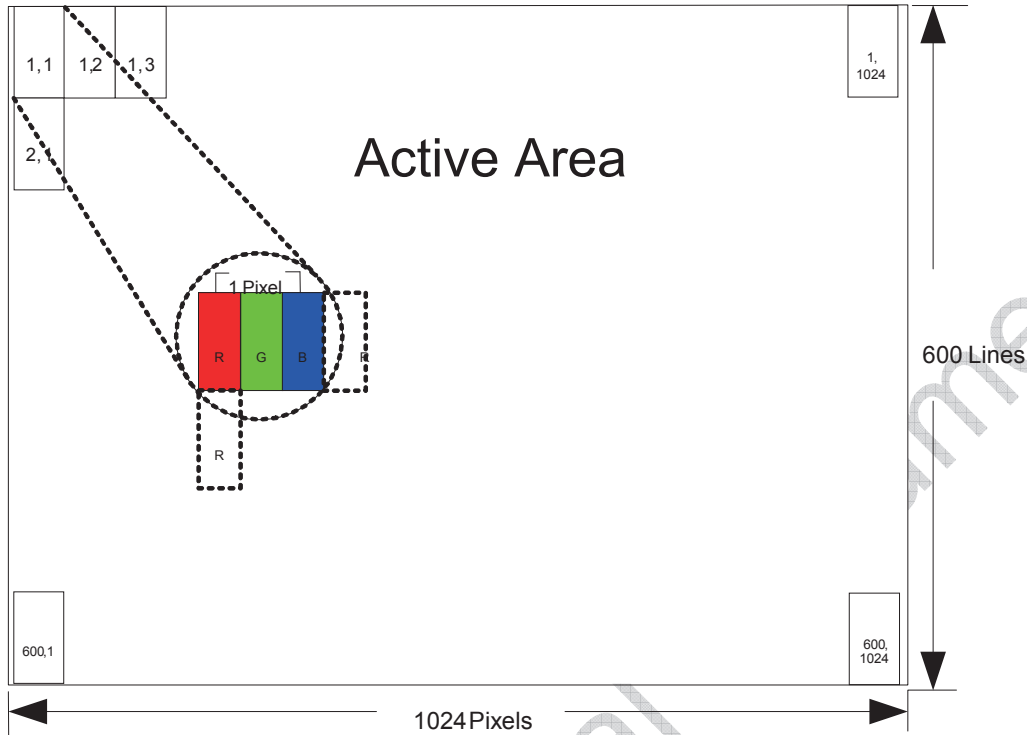 1,1 1,2 1,3 1,
1024
2,1
Active Area
1 Pixel
R G B R
600 Lines
R
600,1 600,
1024
1024 Pixels